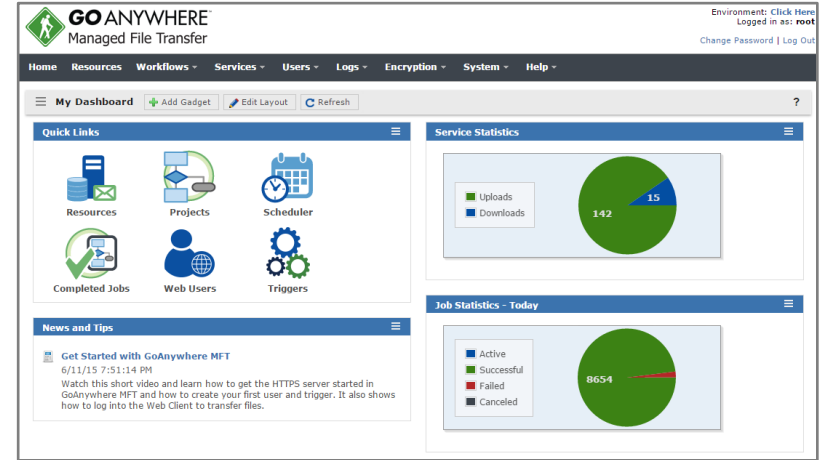 GO ANYWHERE
Managed File Transfer
Environment: Click Here
Logged in as: root
Change Password | Log Out
Home Resources Workflows Services Users Logs Encryption System Help
My Dashboard Add Gadget Edit Layout Refresh ?
Quick Links
Resources Projects Scheduler
Completed Jobs Web Users Triggers
News and Tips
Get Started with GoAnywhere MFT
6/11/15 7:51:14 PM
Watch this short video and learn how to get the HTTPS server started in
GoAnywhere MFT and how to create your first user and trigger. It also shows
how to log into the Web Client to transfer files.
Service Statistics
Uploads
Downloads
142
15
Job Statistics - Today
Active
Successful
Failed
Canceled
8654